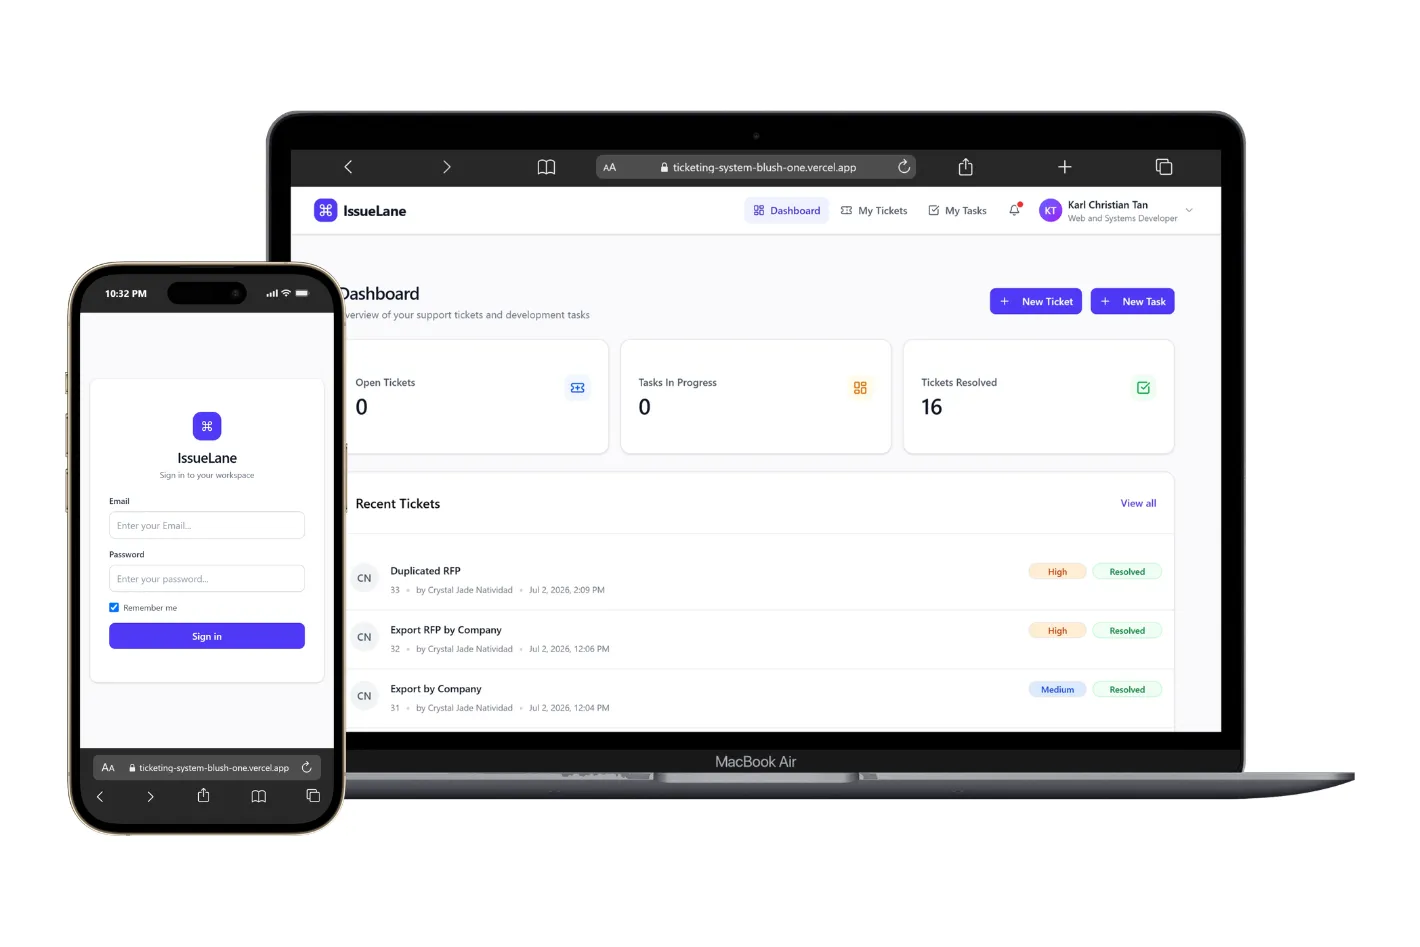 ticketing-system-blush-one.vercel.app
IssueLane
Dashboard
My Tickets
My Tasks
KT
Karl Christian Tan
Web and Systems Developer
Dashboard
verview of your support tickets and development tasks
+ New Ticket
+ New Task
Open Tickets
0
Tasks In Progress
0
Tickets Resolved
16
Recent Tickets
View all
CN
Duplicated RFP
33 • by Crystal Jade Natividad • Jul 2, 2026, 2:09 PM
High
Resolved
CN
Export RFP by Company
32 • by Crystal Jade Natividad • Jul 2, 2026, 12:06 PM
High
Resolved
CN
Export by Company
31 • by Crystal Jade Natividad • Jul 2, 2026, 12:04 PM
Medium
Resolved
MacBook Air
10:32 PM
IssueLane
Sign in to your workspace
Email
Enter your Email...
Password
Enter your password...
Remember me
Sign in
AA
ticketing-system-blush-one.vercel.app
AA